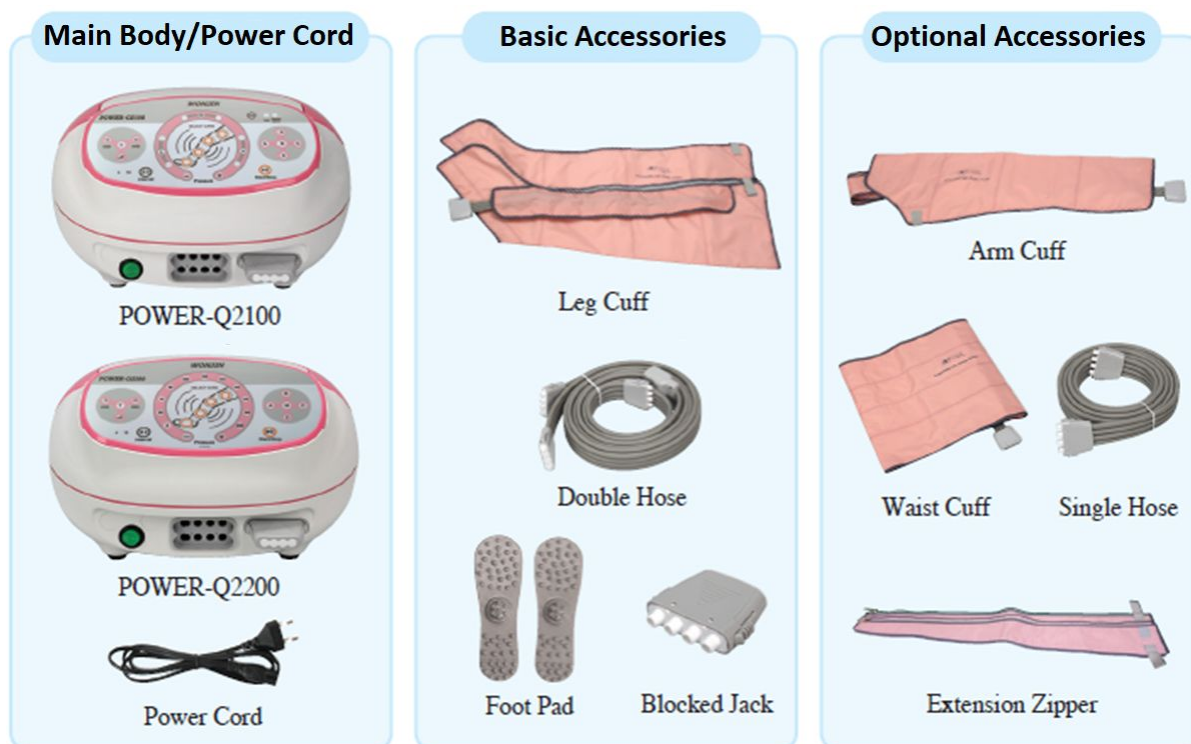 Main Body/Power Cord
POWER-Q2100
POWER-Q2200
Power Cord
Basic Accessories
Leg Cuff
Double Hose
Foot Pad
Blocked Jack
Optional Accessories
Arm Cuff
Waist Cuff
Single Hose
Extension Zipper